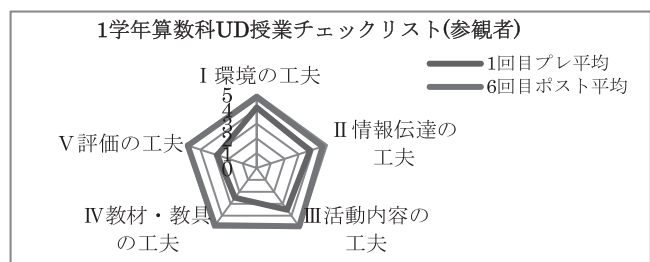 1学年算数科UD授業チェックリスト(参観者)
1回目プレ平均
6回目ポスト平均
Ⅰ環境の工夫
5
4
3
2
1
0
Ⅱ情報伝達の
工夫
Ⅴ評価の工夫
Ⅳ教材・教具
の工夫
Ⅲ活動内容の
工夫